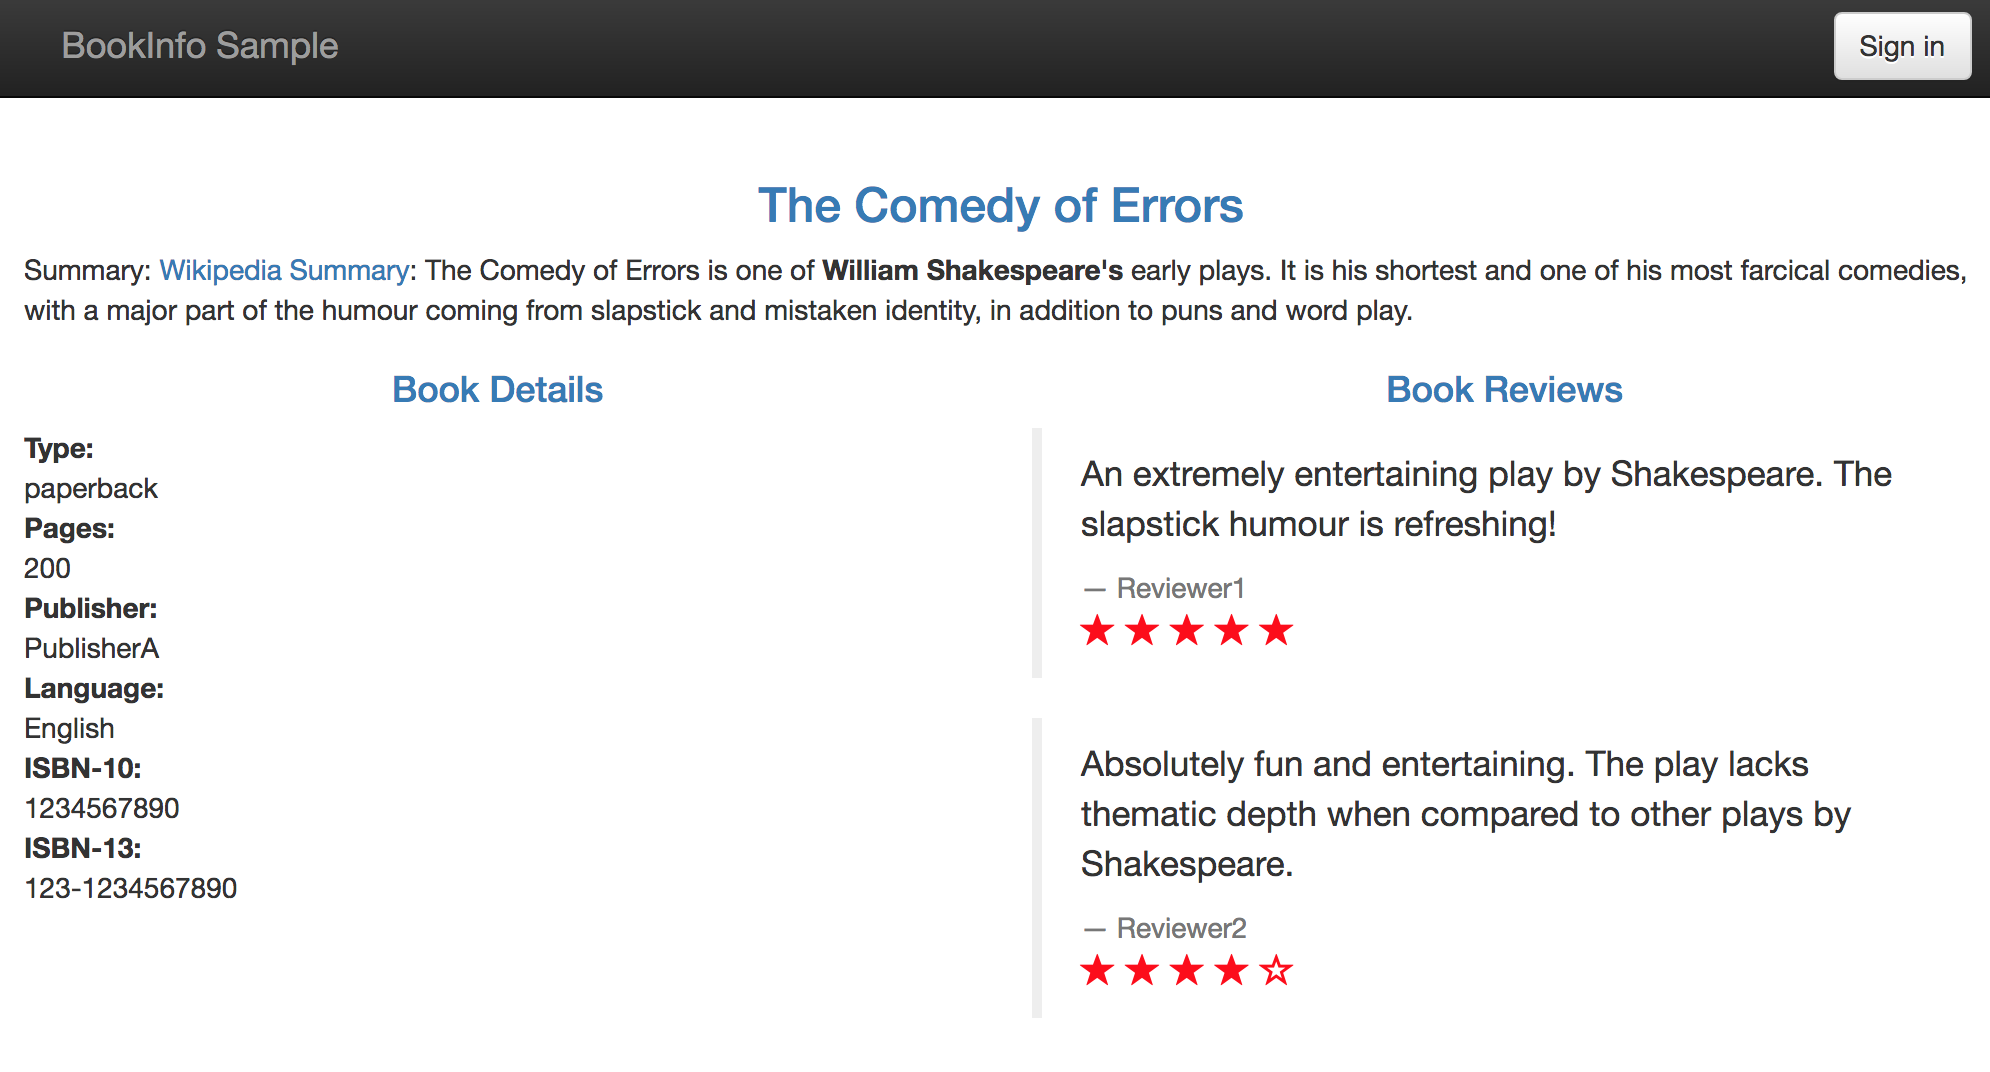 BookInfo Sample
Sign in
The Comedy of Errors
Summary: Wikipedia Summary: The Comedy of Errors is one of William Shakespeare's early plays. It is his shortest and one of his most farcical comedies,
with a major part of the humour coming from slapstick and mistaken identity, in addition to puns and word play.
Book Details
Type:
paperback
Pages:
200
Publisher:
PublisherA
Language:
English
ISBN-10:
1234567890
ISBN-13:
123-1234567890
Book Reviews
An extremely entertaining play by Shakespeare. The
slapstick humour is refreshing!
— Reviewer1
★ ★ ★ ★ ★
Absolutely fun and entertaining. The play lacks
thematic depth when compared to other plays by
Shakespeare.
— Reviewer2
★ ★ ★ ★ ☆